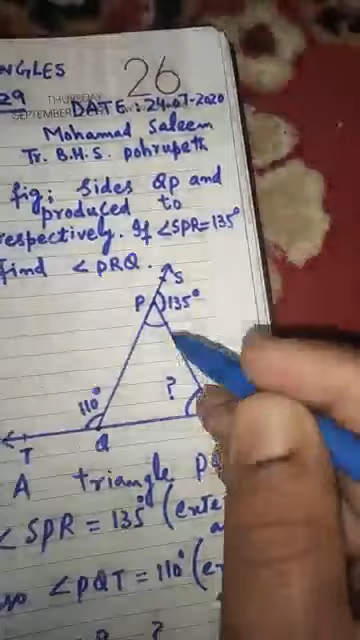 NGLES
26
29
THURSDAY
SEPTEMBER
DATE: 24-07-2020
Mohamad Saleem
Tr. B.H.S. Pohrupeth
fig; Sides QP and
produced to
respectively. If ∠SPR=135°
find ∠PRQ.
S
P 135°
110° ?
T Q
A triangle P
∠SPR = 135° (exte
∠PQT = 110° (e
?